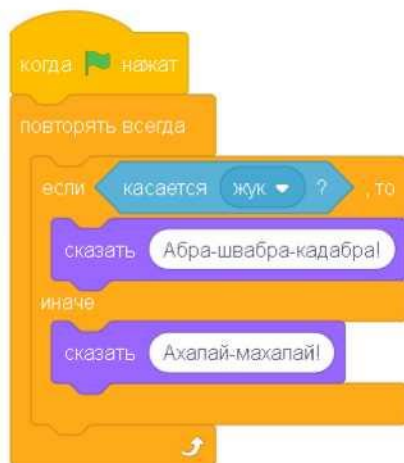 когда нажат
повторять всегда
если касается жук ? , то
сказать Абра-швабра-кадабра!
иначе
сказать Ахалай-махалай!